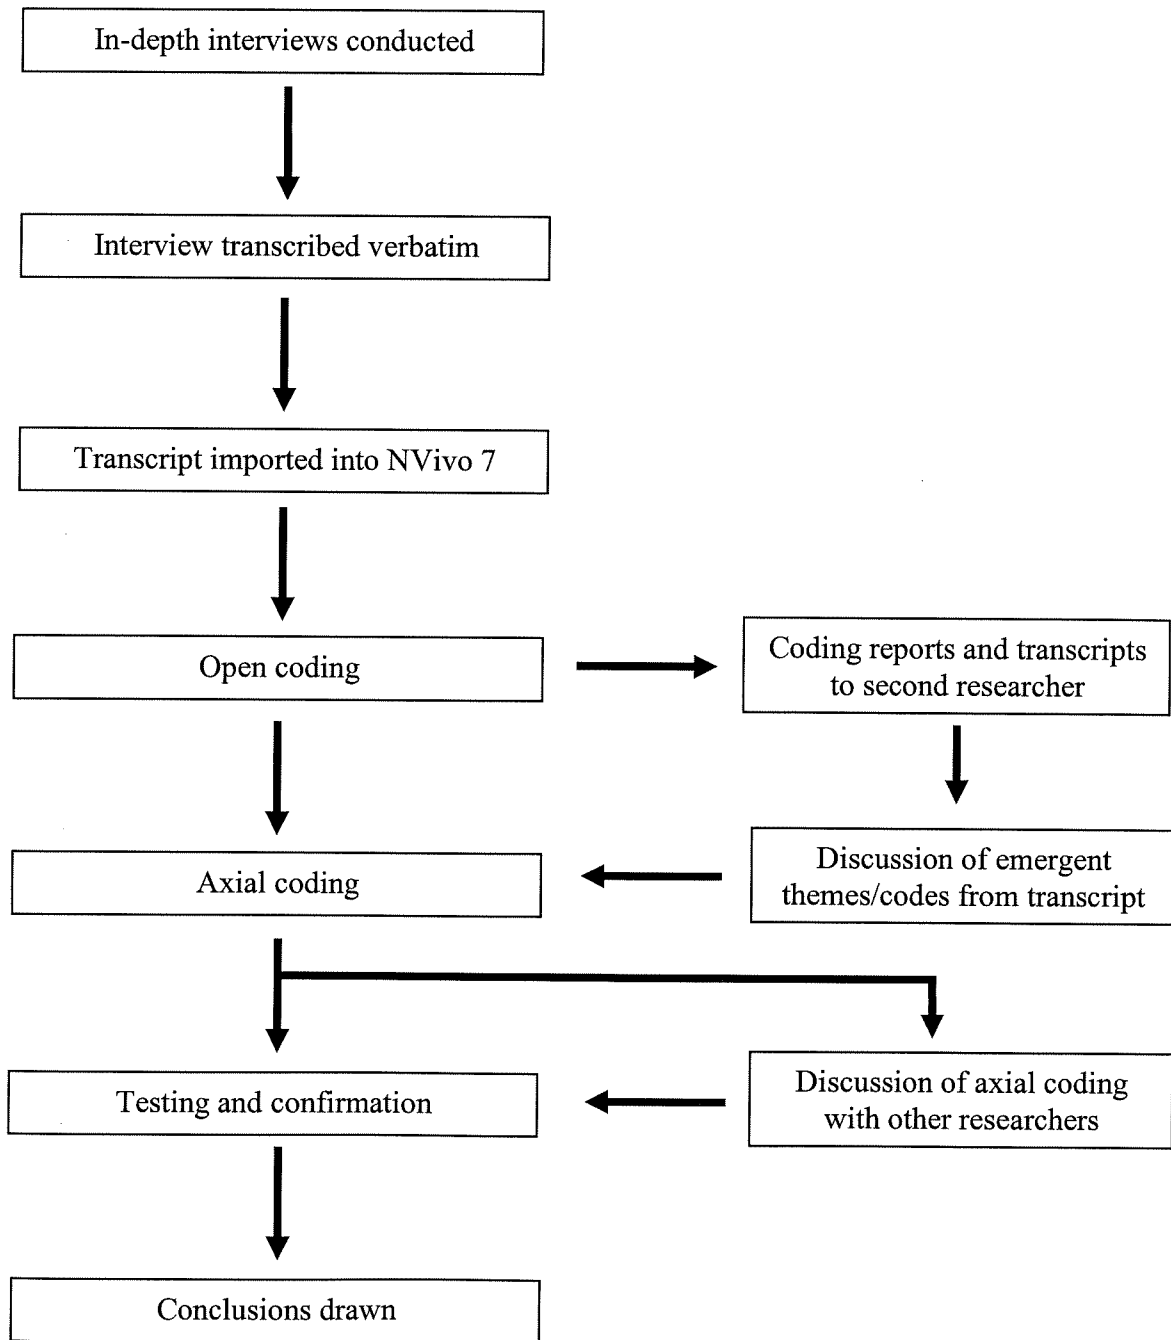 In-depth interviews conducted
Interview transcribed verbatim
Transcript imported into NVivo 7
Open coding
Coding reports and transcripts
to second researcher
Axial coding
Discussion of emergent
themes/codes from transcript
Testing and confirmation
Discussion of axial coding
with other researchers
Conclusions drawn